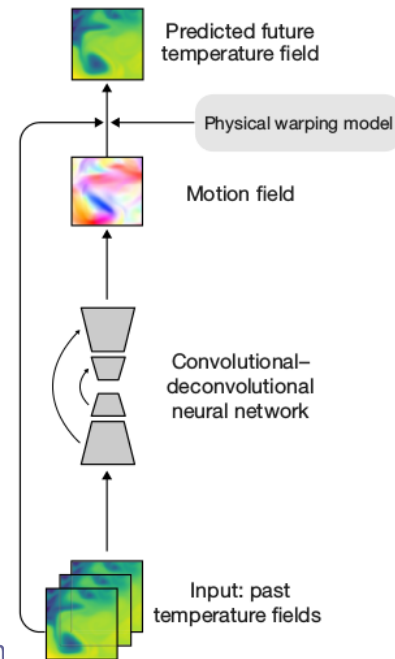 Predicted future
temperature field
Physical warping model
Motion field
Convolutional–
deconvolutional
neural network
Input: past
temperature fields